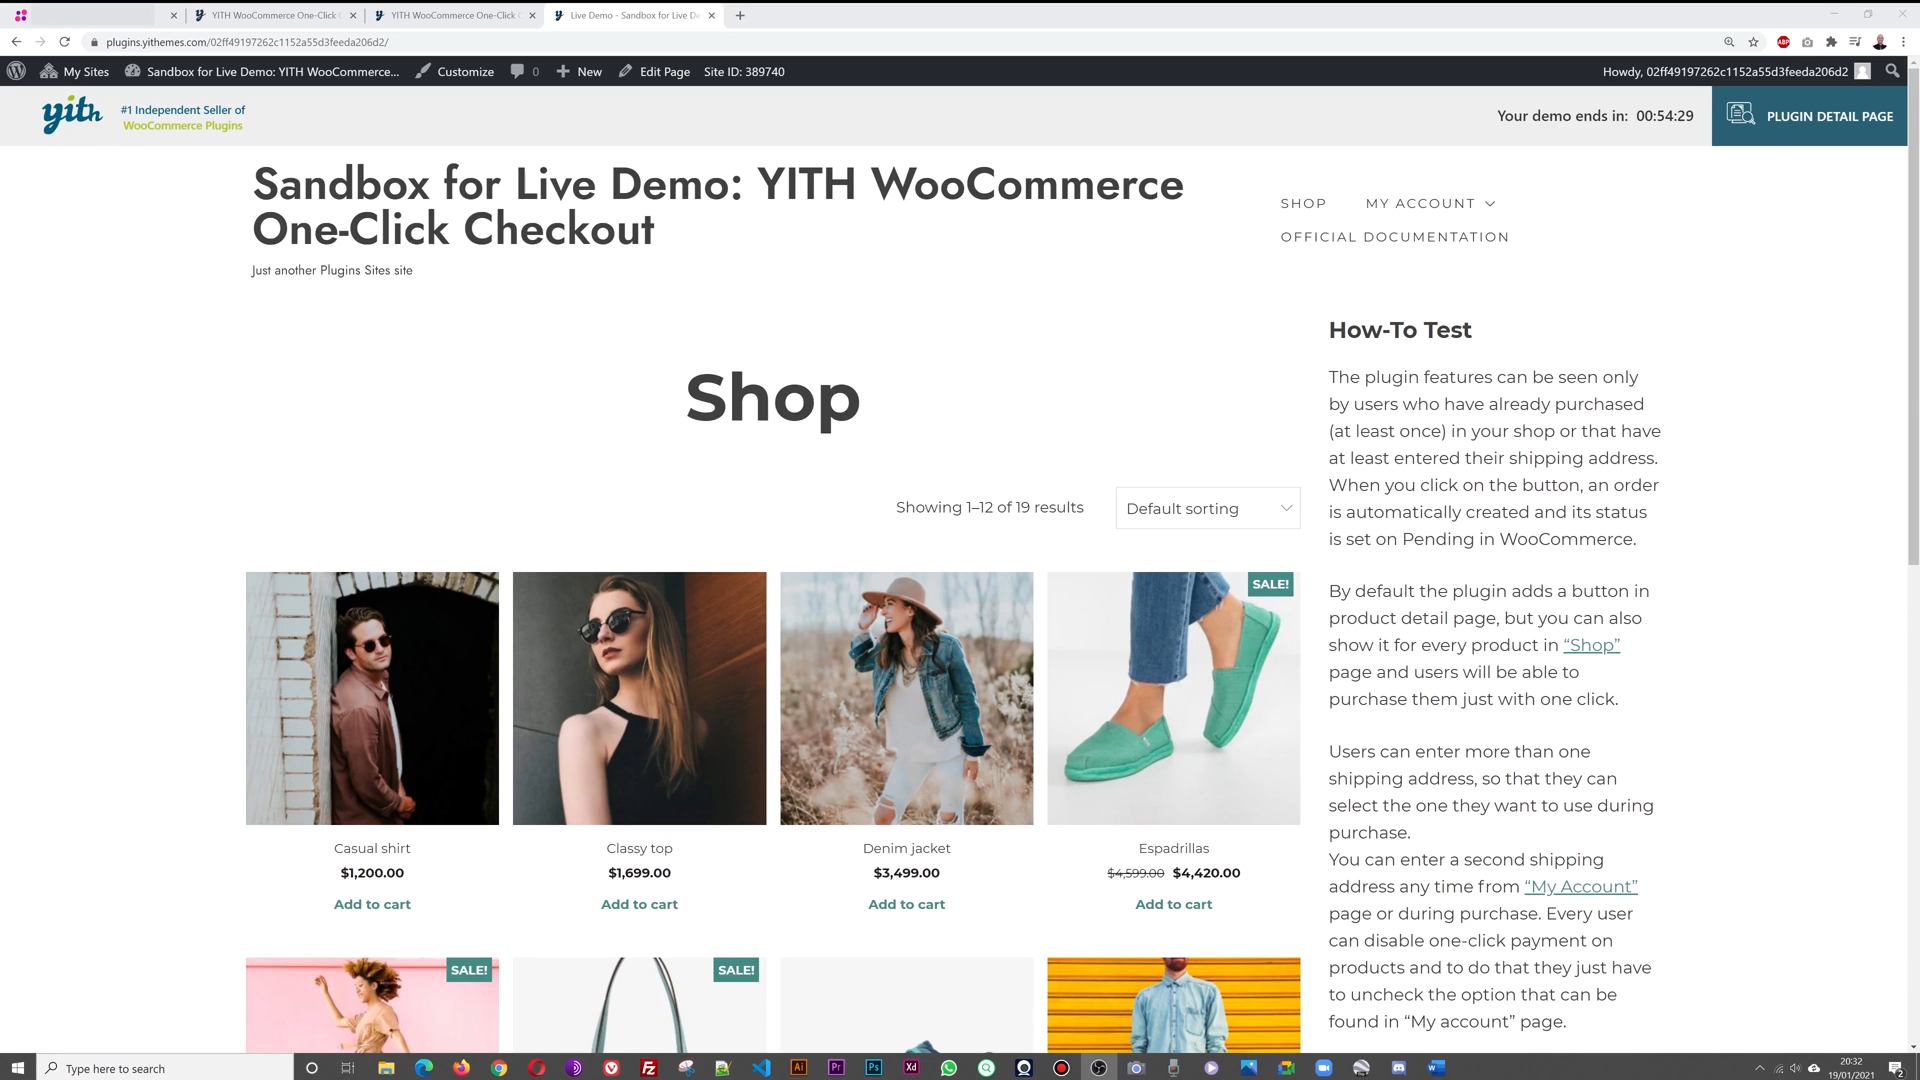 YITH WooCommerce One-Click
YITH WooCommerce One-Click
Live Demo - Sandbox for Live De
plugins.yithemes.com/02ff49197262c1152a55d3feeda206d2/
ABP
My Sites
Sandbox for Live Demo: YITH WooCommerce...
Customize
0
New
Edit Page
Site ID: 389740
Howdy, 02ff49197262c1152a55d3feeda206d2
yith
#1 Independent Seller of
WooCommerce Plugins
Your demo ends in: 00:54:29
PLUGIN DETAIL PAGE
Sandbox for Live Demo: YITH WooCommerce
One-Click Checkout
Just another Plugins Sites site
SHOP
MY ACCOUNT
OFFICIAL DOCUMENTATION
Shop
Showing 1–12 of 19 results
Default sorting
SALE!
Casual shirt
$1,200.00
Add to cart
Classy top
$1,699.00
Add to cart
Denim jacket
$3,499.00
Add to cart
Espadrillas
$4,599.00 $4,420.00
Add to cart
SALE!
SALE!
How-To Test
The plugin features can be seen only
by users who have already purchased
(at least once) in your shop or that have
at least entered their shipping address.
When you click on the button, an order
is automatically created and its status
is set on Pending in WooCommerce.
By default the plugin adds a button in
product detail page, but you can also
show it for every product in “Shop”
page and users will be able to
purchase them just with one click.
Users can enter more than one
shipping address, so that they can
select the one they want to use during
purchase.
You can enter a second shipping
address any time from “My Account”
page or during purchase. Every user
can disable one-click payment on
products and to do that they just have
to uncheck the option that can be
found in “My account” page.
Type here to search
Ai
Pr
Ps
Xd
20:32
19/01/2021
2